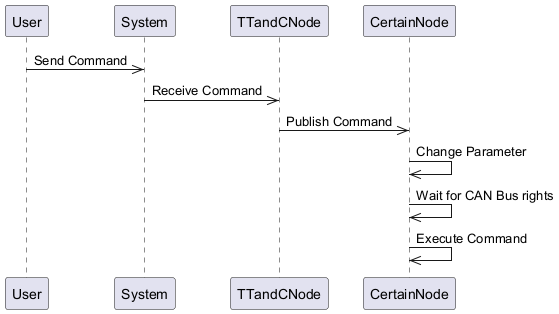 User System TTandCNode CertainNode
Send Command
Receive Command
Publish Command
Change Parameter
Wait for CAN Bus rights
Execute Command
User System TTandCNode CertainNode